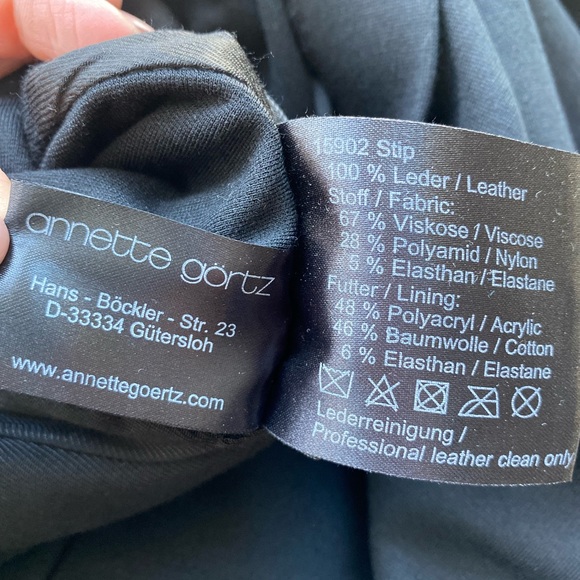 annette görtz
Hans - Böckler - Str. 23
D-33334 Gütersloh
www.annettegoertz.com
15902 Stip
100 % Leder / Leather
Stoff / Fabric:
67 % Viskose / Viscose
28 % Polyamid / Nylon
5 % Elasthan / Elastane
Futter / Lining:
48 % Polyacryl / Acrylic
46 % Baumwolle / Cotton
6 % Elasthan / Elastane
Lederreinigung /
Professional leather clean only